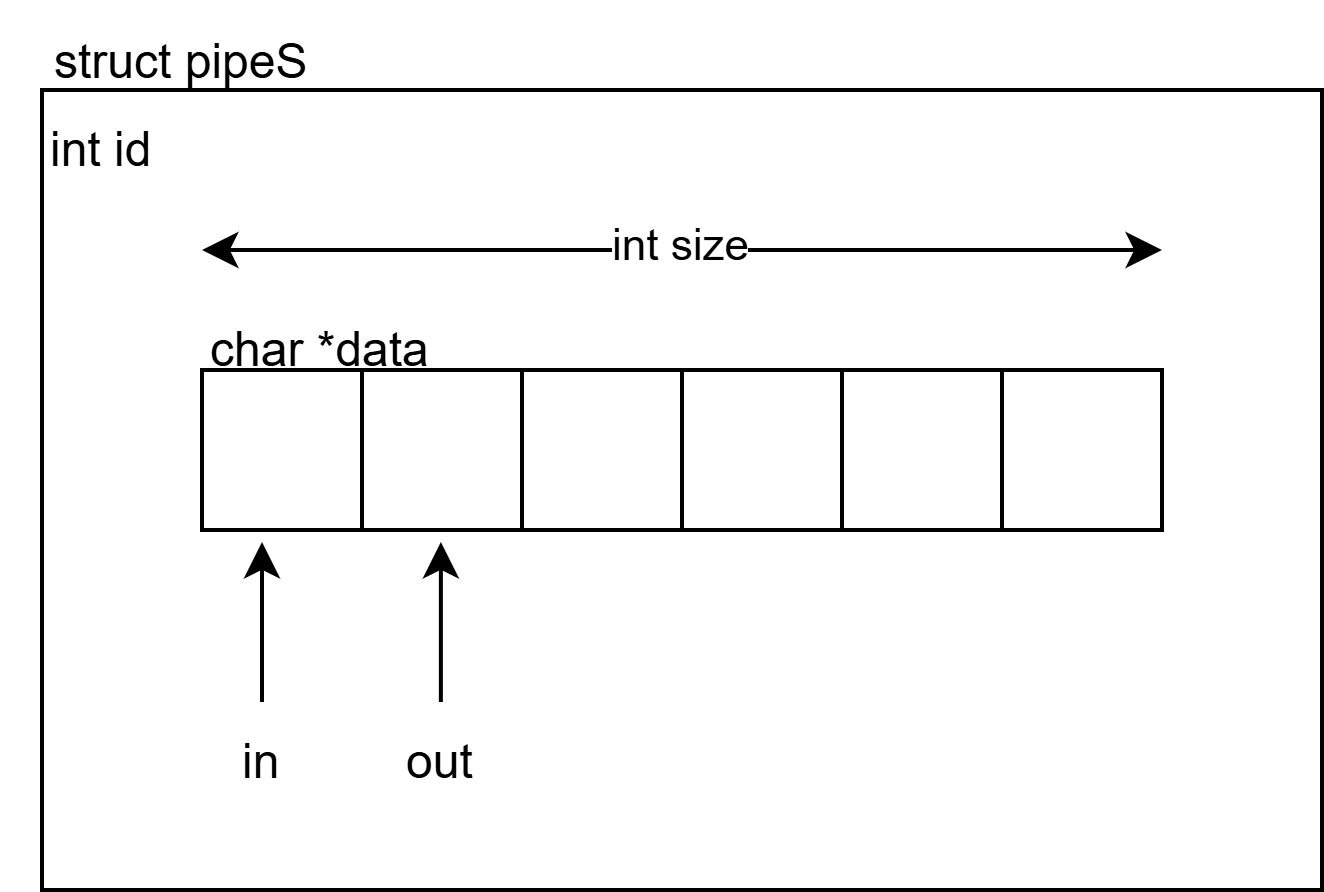 struct pipeS
int id
int size
char *data
in
out